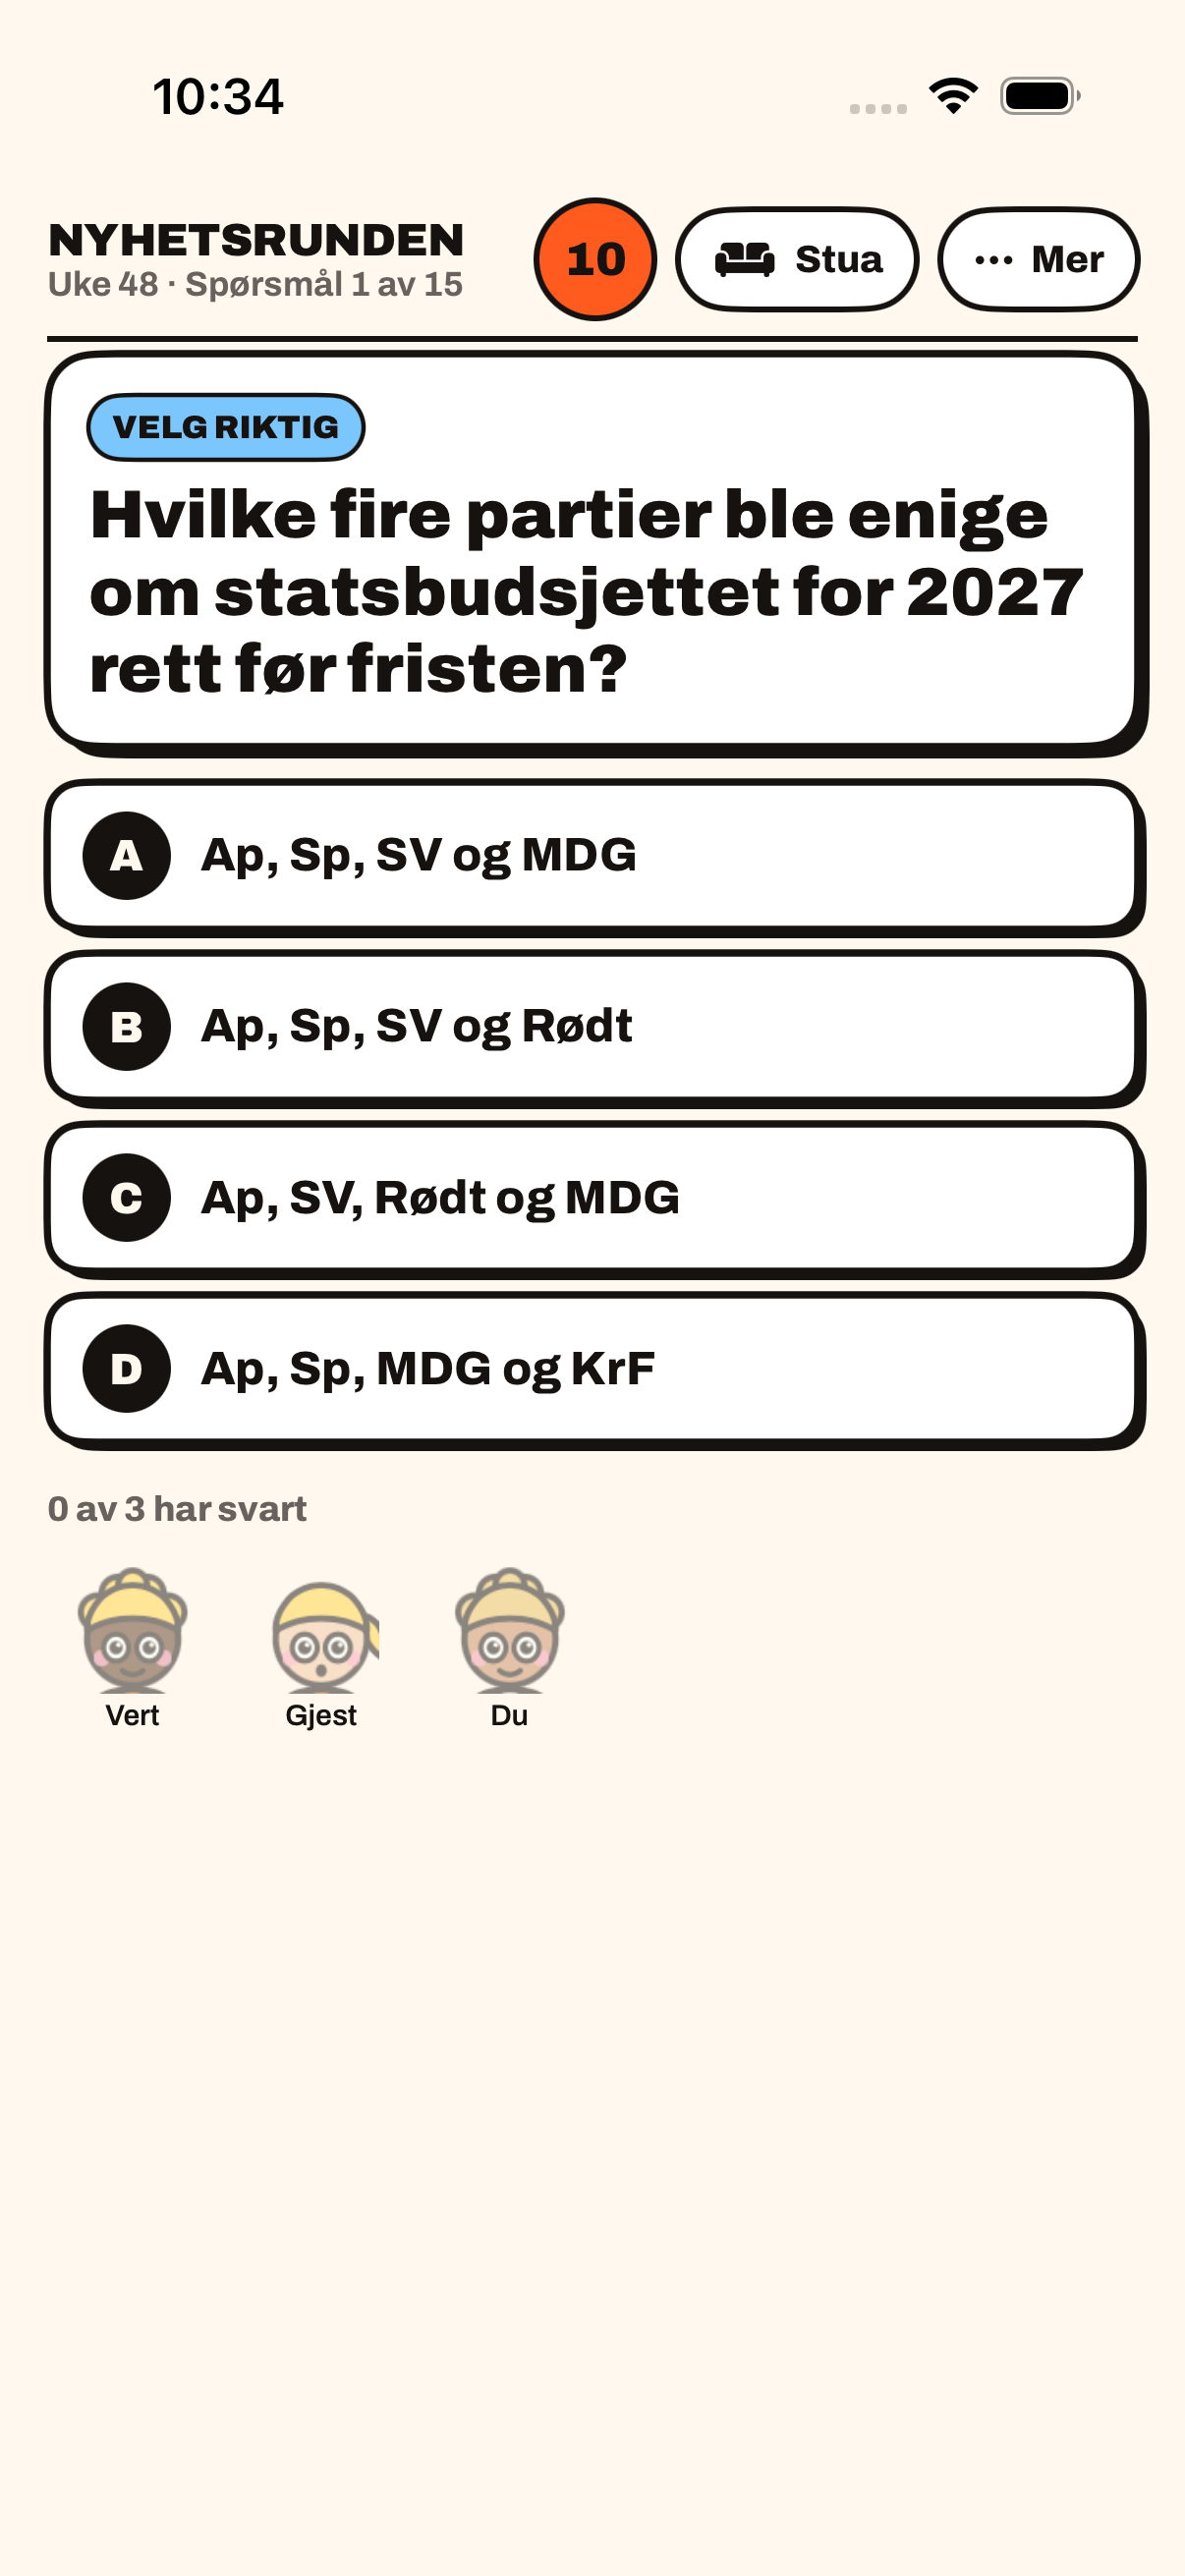 10:34
NYHETSRUNDEN
Uke 48 · Spørsmål 1 av 15
10
Stua
··· Mer
VELG RIKTIG
Hvilke fire partier ble enige
om statsbudsjettet for 2027
rett før fristen?
A Ap, Sp, SV og MDG
B Ap, Sp, SV og Rødt
C Ap, SV, Rødt og MDG
D Ap, Sp, MDG og KrF
0 av 3 har svart
Vert Gjest Du